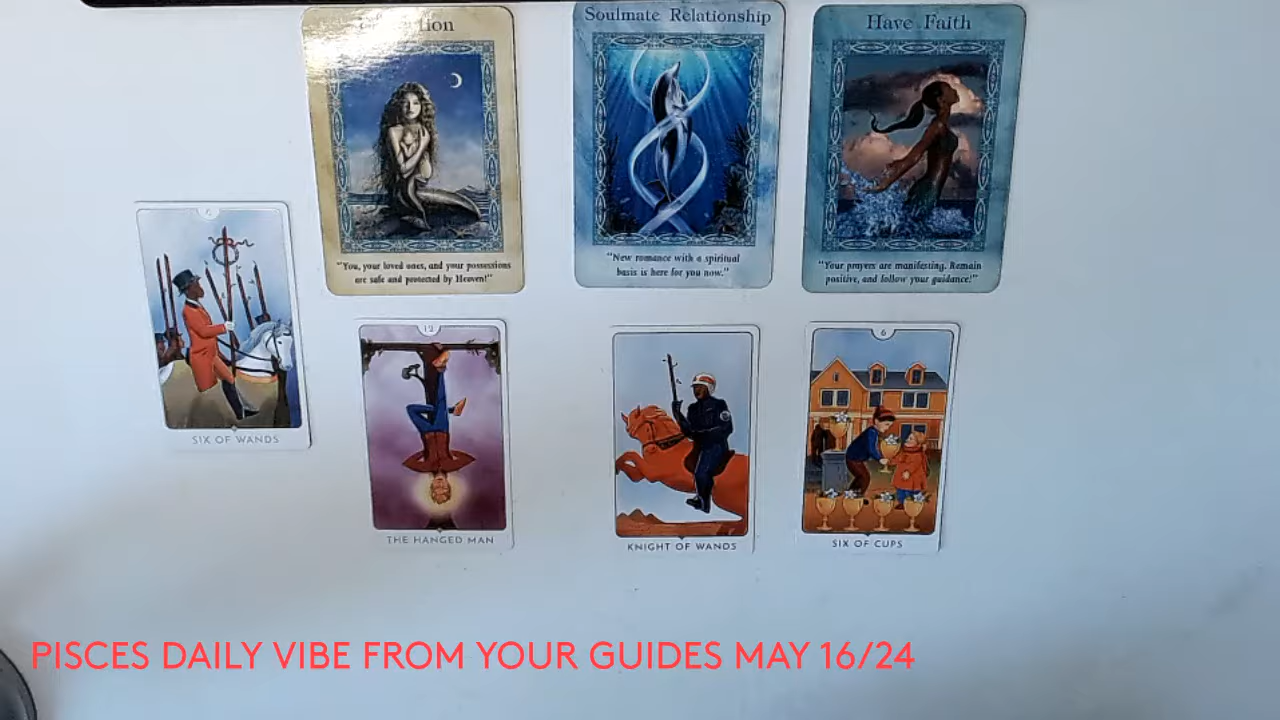 Soulmate Relationship
Have Faith
"You, your loved ones, and your possessions
are safe and protected by Heaven!"
"New romance with a spiritual
basis is here for you now."
"Your prayers are manifesting. Remain
positive, and follow your guidance!"
6
SIX OF WANDS
12
THE HANGED MAN
KNIGHT OF WANDS
6
SIX OF CUPS
PISCES DAILY VIBE FROM YOUR GUIDES MAY 16/24